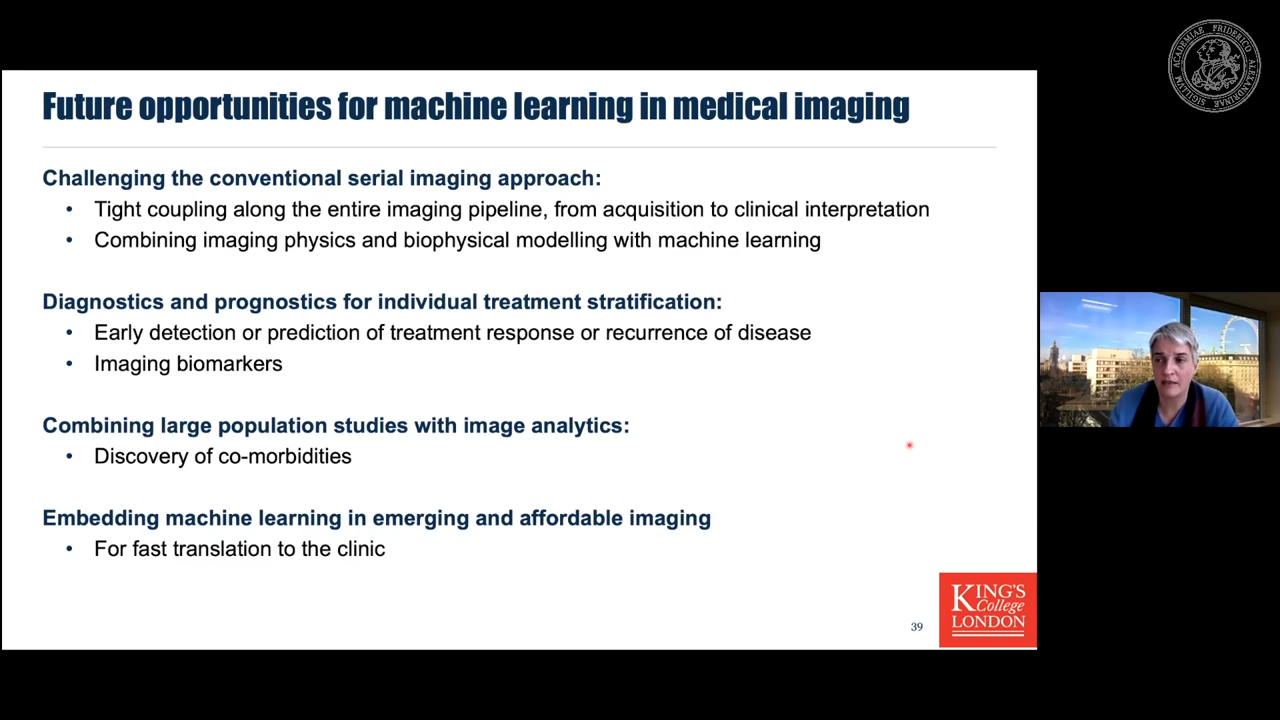 Future opportunities for machine learning in medical imaging
Challenging the conventional serial imaging approach:
• Tight coupling along the entire imaging pipeline, from acquisition to clinical interpretation
• Combining imaging physics and biophysical modelling with machine learning
Diagnostics and prognostics for individual treatment stratification:
• Early detection or prediction of treatment response or recurrence of disease
• Imaging biomarkers
Combining large population studies with image analytics:
• Discovery of co-morbidities
Embedding machine learning in emerging and affordable imaging
• For fast translation to the clinic
39
KING'S
College
LONDON
ACADEMIAE FRIDERICO ALEXANDRINAE SIGILLVM